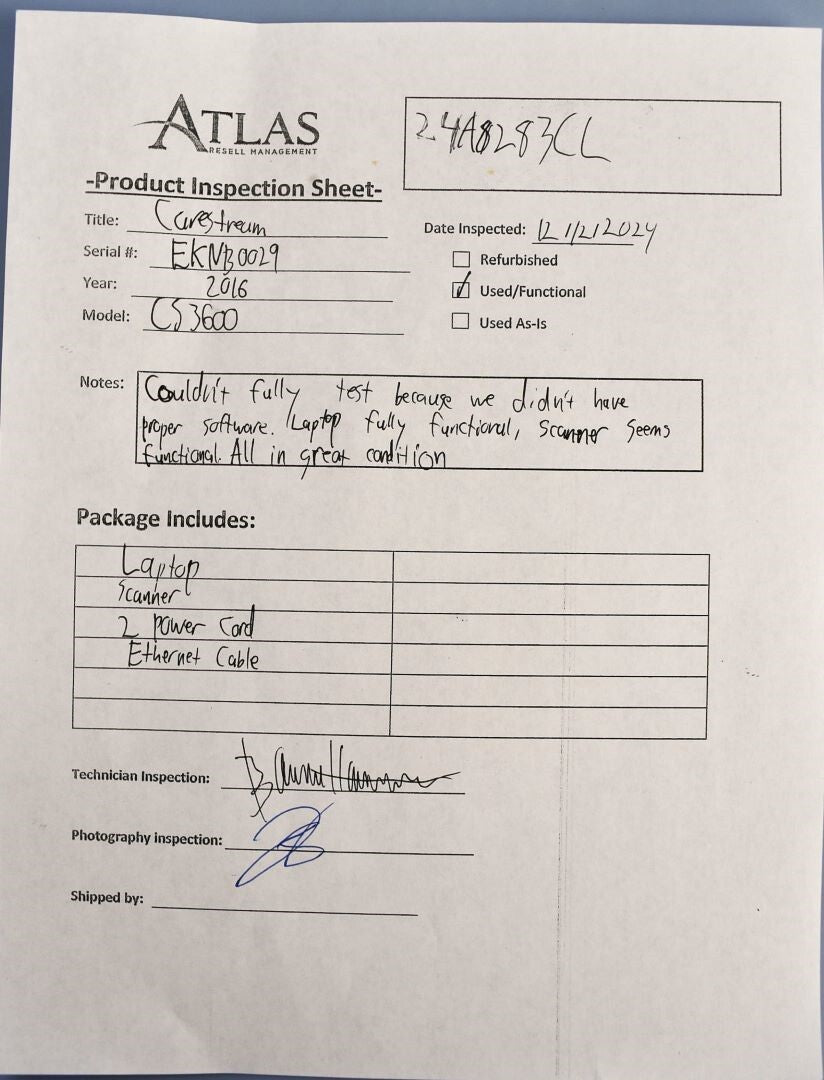 ATLAS
RESELL MANAGEMENT
24A8283CL
-Product Inspection Sheet-
Title: Carestream
Date Inspected: 12/12/2024
Serial #: EKNB0029
Refurbished
Year: 2016
Used/Functional
Model: CS3600
Used As-Is
Notes: Couldn't fully test because we didn't have
proper software. Laptop fully functional, scanner seems
functional. All in great condition
Package Includes:
Laptop
Scanner
2 power Cord
Ethernet Cable
Technician Inspection:
Photography inspection:
Shipped by: